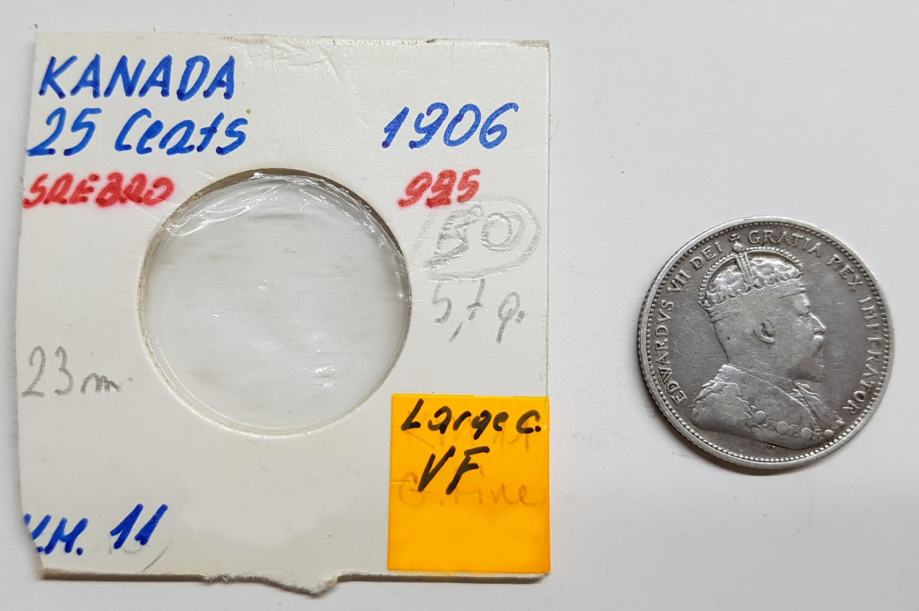 KANADA
25 Cents
1906
SREBRO
925
50
5,7 g.
23 m.
Large c.
VF
KM. 11
EDWARDVS VII DEI GRATIA REX IMPERATOR